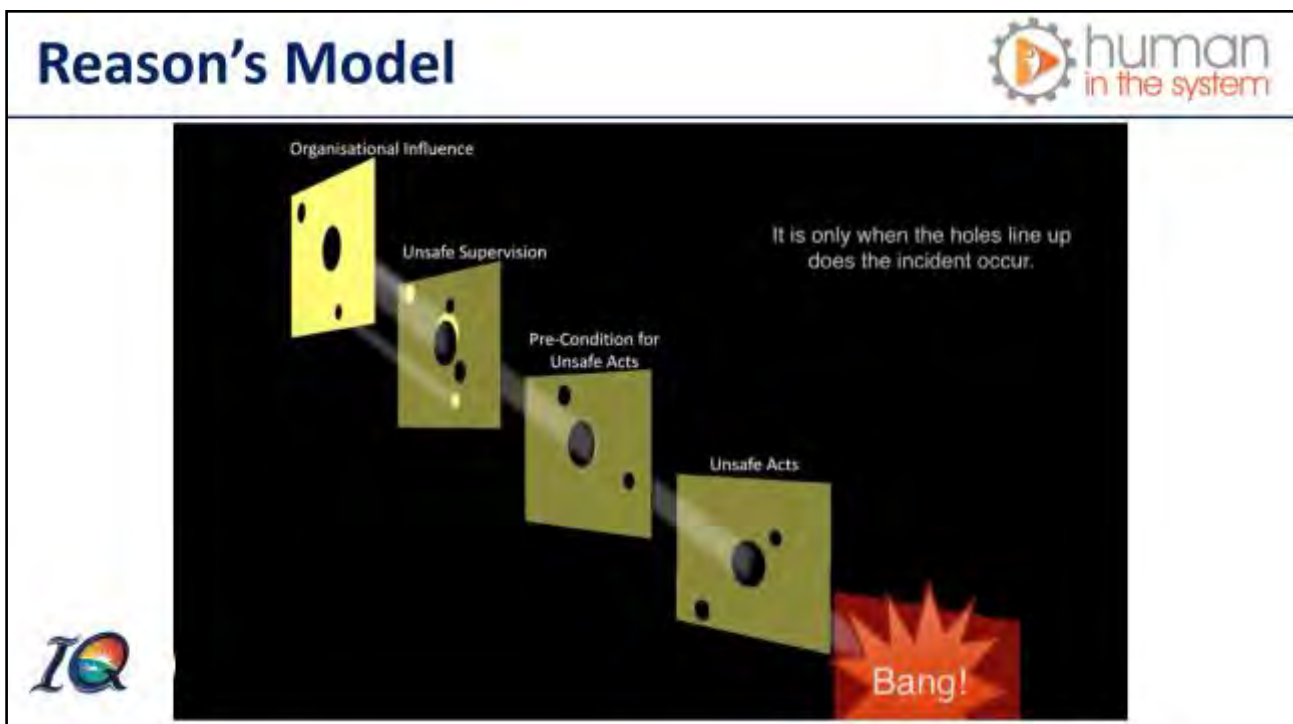 Reason's Model
human
in the system
Organisational Influence
It is only when the holes line up
does the incident occur.
Unsafe Supervision
Pre-Condition for
Unsafe Acts
Unsafe Acts
Bang!
IQ